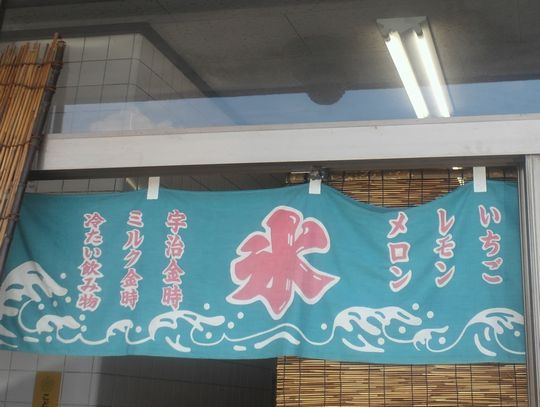 いちご
レモン
メロン
氷
宇治金時
ミルク金時
冷たい飲み物